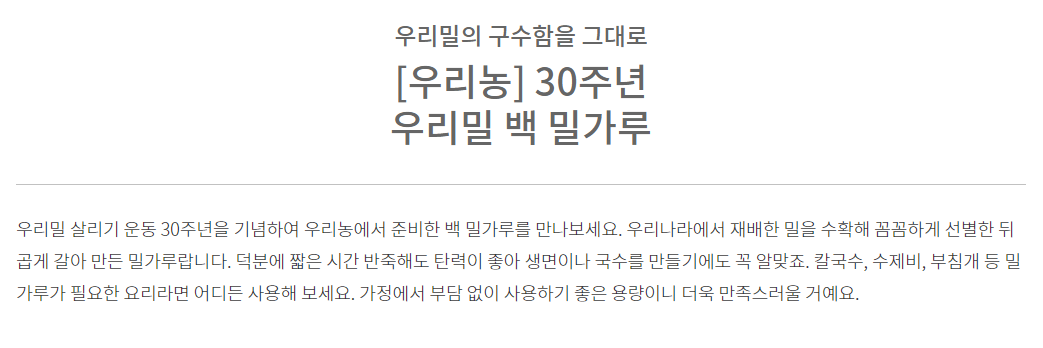 우리밀의 구수함을 그대로
[우리농] 30주년
우리밀 백 밀가루
우리밀 살리기 운동 30주년을 기념하여 우리농에서 준비한 백 밀가루를 만나보세요. 우리나라에서 재배한 밀을 수확해 꼼꼼하게 선별한 뒤
곱게 갈아 만든 밀가루랍니다. 덕분에 짧은 시간 반죽해도 탄력이 좋아 생면이나 국수를 만들기에도 꼭 알맞죠. 칼국수, 수제비, 부침개 등 밀
가루가 필요한 요리라면 어디든 사용해 보세요. 가정에서 부담 없이 사용하기 좋은 용량이니 더욱 만족스러울 거예요.